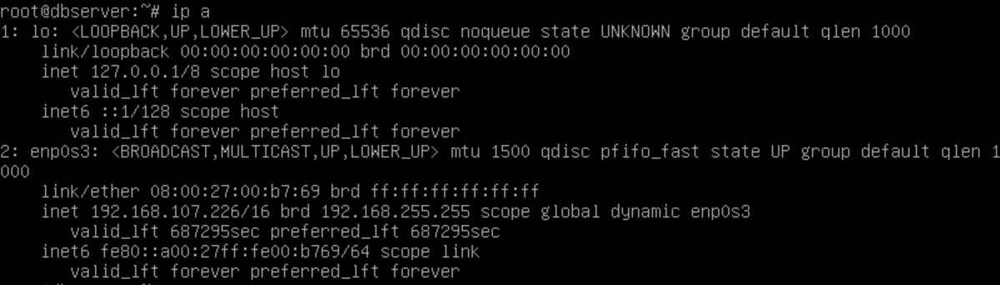 root@dbserver:~# ip a
1: lo: <LOOPBACK,UP,LOWER_UP> mtu 65536 qdisc noqueue state UNKNOWN group default qlen 1000
    link/loopback 00:00:00:00:00:00 brd 00:00:00:00:00:00
    inet 127.0.0.1/8 scope host lo
       valid_lft forever preferred_lft forever
    inet6 ::1/128 scope host
       valid_lft forever preferred_lft forever
2: enp0s3: <BROADCAST,MULTICAST,UP,LOWER_UP> mtu 1500 qdisc pfifo_fast state UP group default qlen 1
000
    link/ether 08:00:27:00:b7:69 brd ff:ff:ff:ff:ff:ff
    inet 192.168.107.226/16 brd 192.168.255.255 scope global dynamic enp0s3
       valid_lft 687295sec preferred_lft 687295sec
    inet6 fe80::a00:27ff:fe00:b769/64 scope link
       valid_lft forever preferred_lft forever